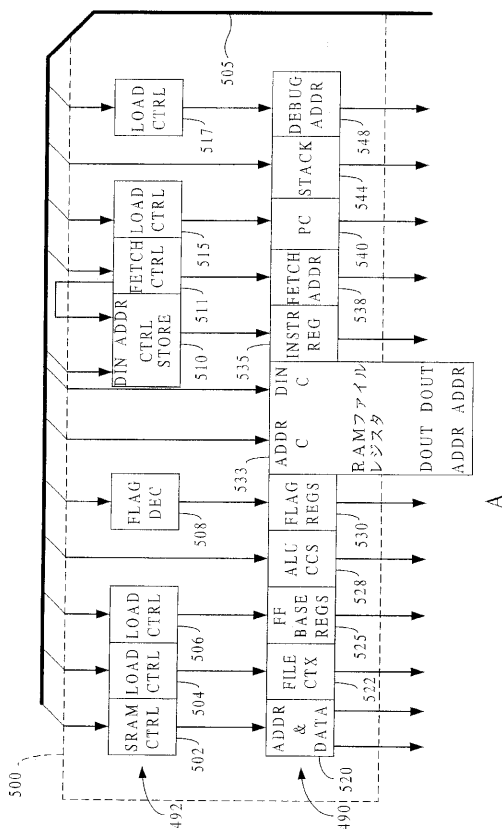 500
505
SRAM
CTRL
502
LOAD
CTRL
504
LOAD
CTRL
506
FLAG
DEC
508
DIN ADDR
CTRL
STORE
510
FETCH
CTRL
511
LOAD
CTRL
515
LOAD
CTRL
517
492
490
ADDR
&
DATA
520
FILE
CTX
522
FF
BASE
REGS
525
ALU
CCS
528
FLAG
REGS
530
533
ADDR DIN
C C
RAMファイル
レジスタ
DOUT DOUT
ADDR ADDR
535
INSTR
REG
FETCH
ADDR
538
PC
540
STACK
544
DEBUG
ADDR
548
A